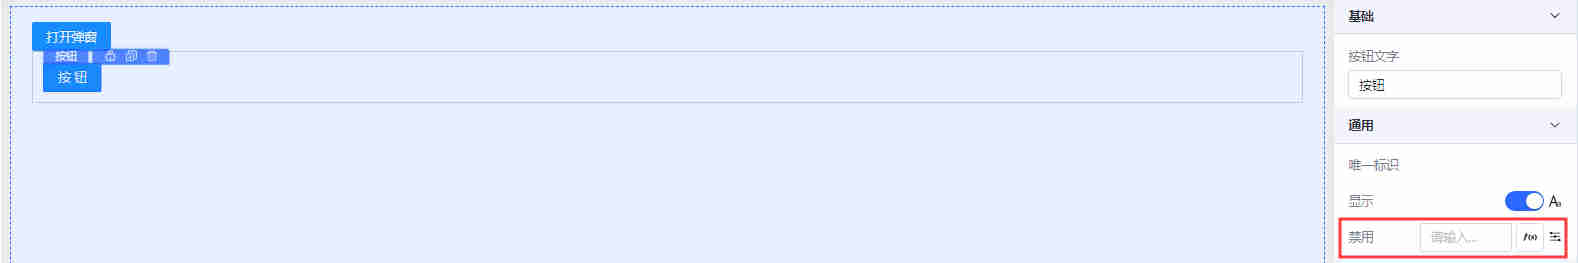 打开弹窗
按钮
按 钮
基础
按钮文字
按钮
通用
唯一标识
显示
禁用
请输入...
f(x)